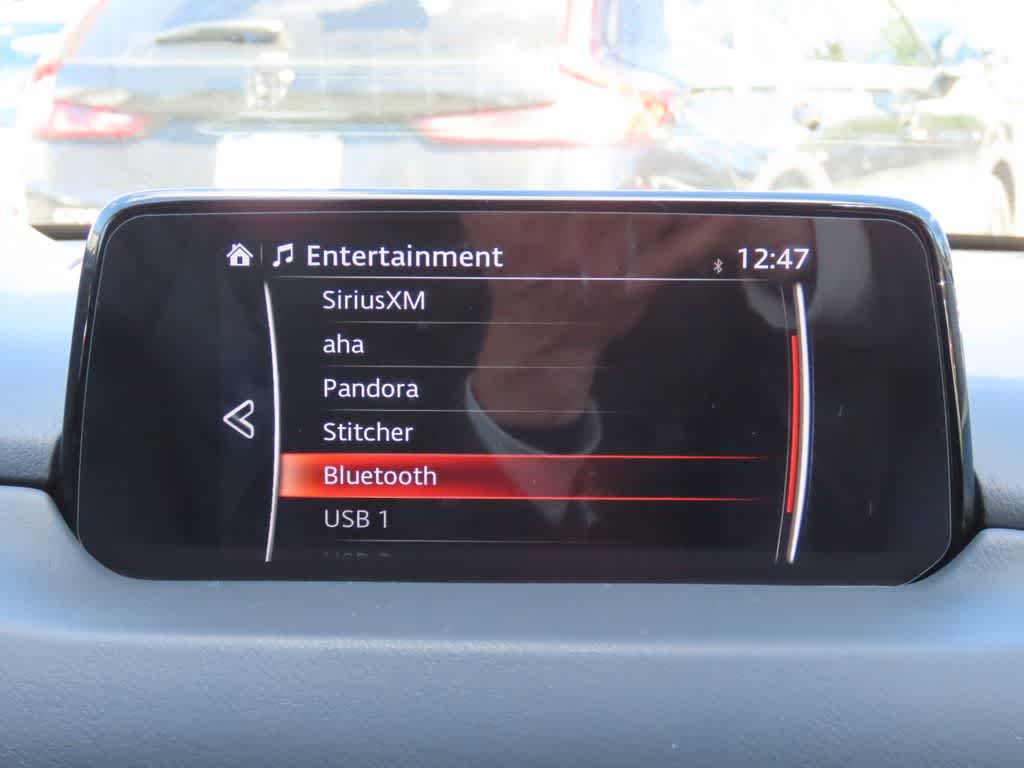 Entertainment 12:47
SiriusXM
aha
Pandora
Stitcher
Bluetooth
USB 1